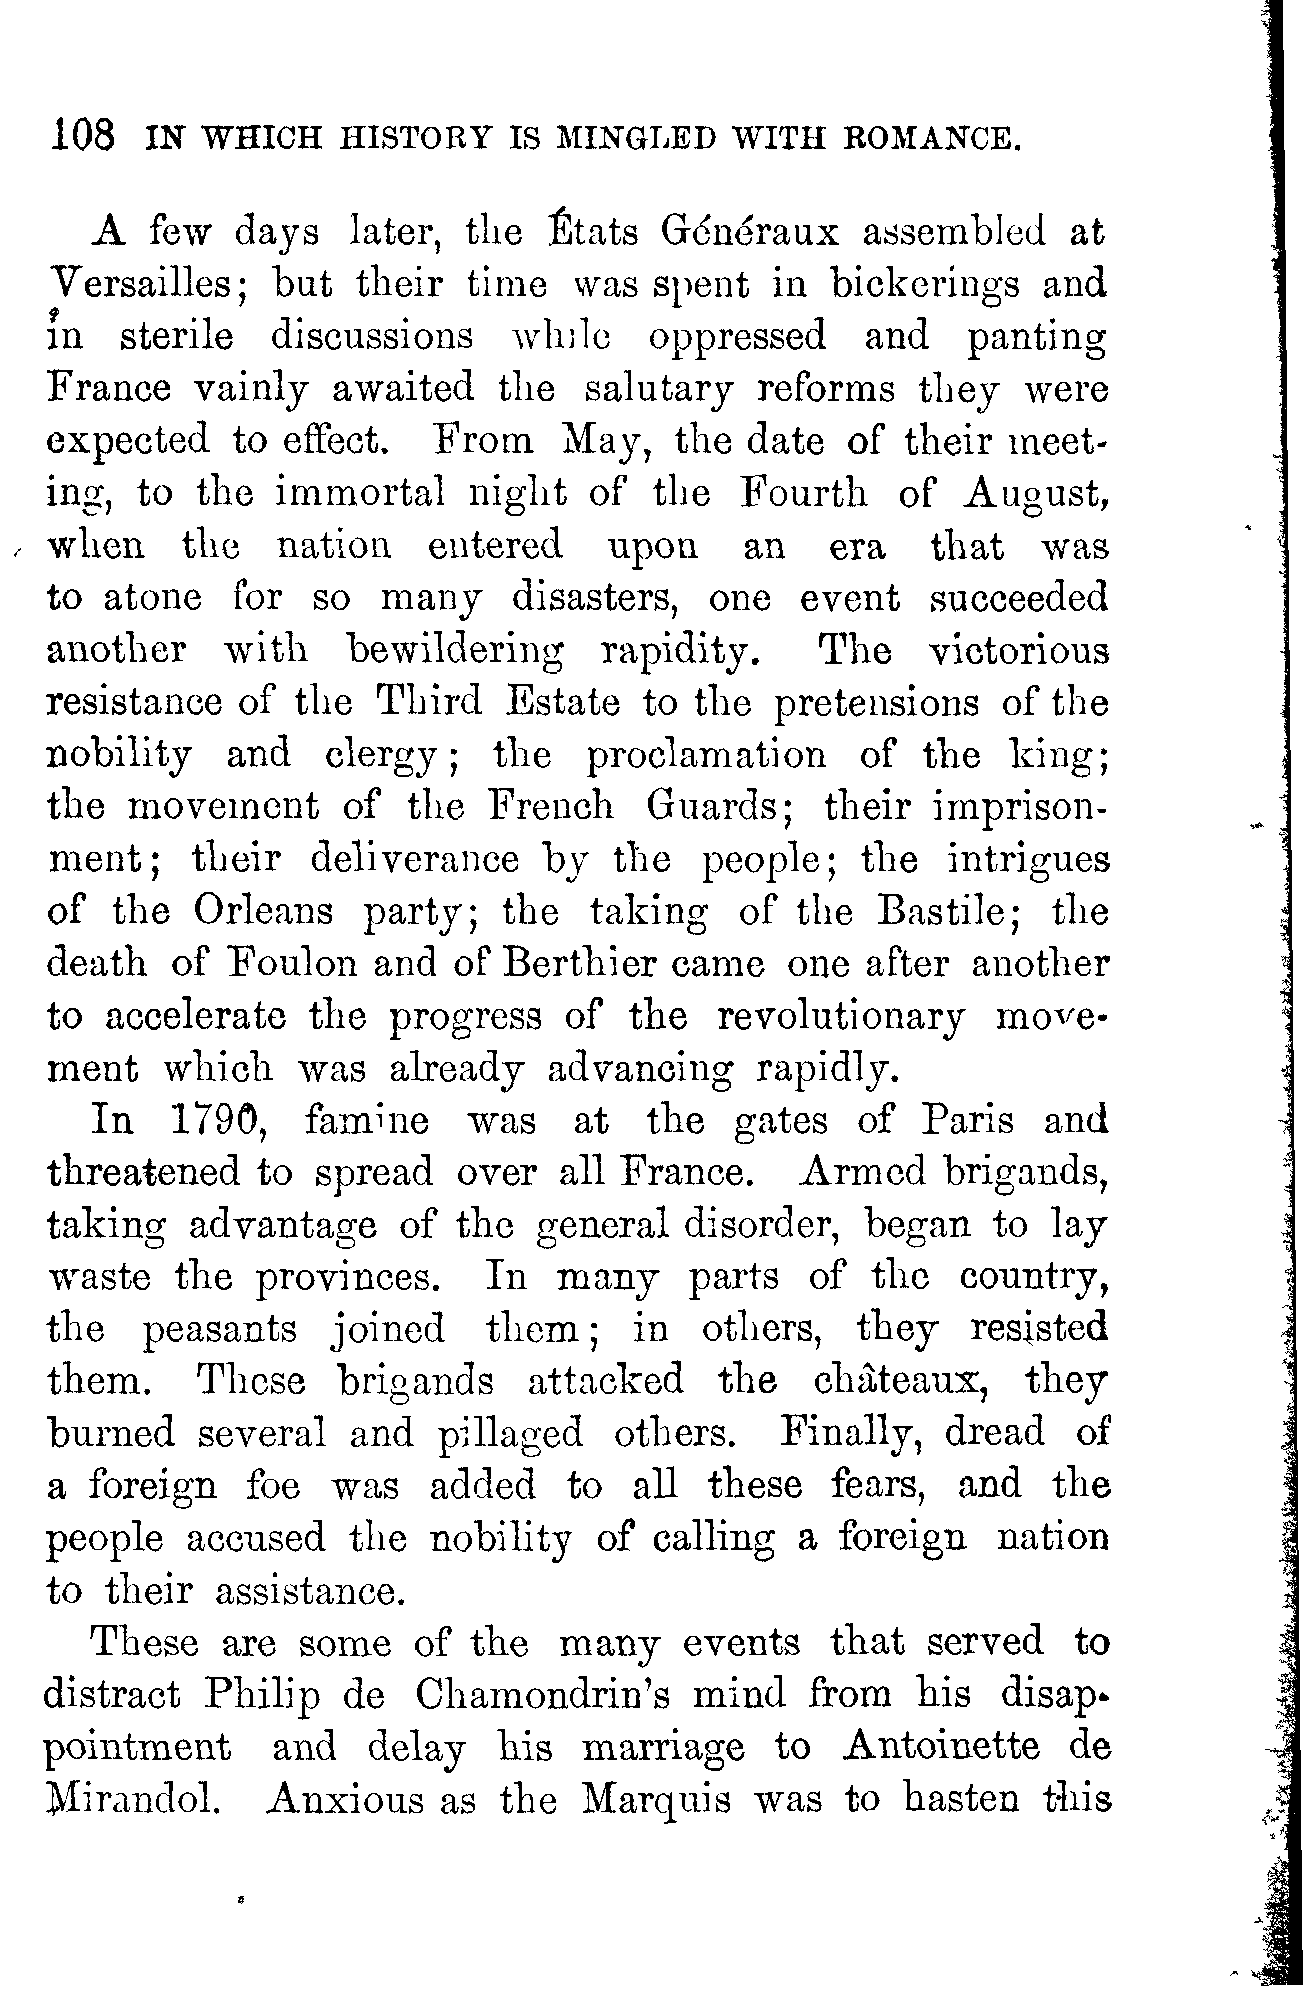 108 IN WHICH HISTORY IS MINGLED WITH ROMANCE.
A few days later, the États Généraux assembled at
Versailles; but their time was spent in bickerings and
in sterile discussions while oppressed and panting
France vainly awaited the salutary reforms they were
expected to effect. From May, the date of their meet-
ing, to the immortal night of the Fourth of August,
when the nation entered upon an era that was
to atone for so many disasters, one event succeeded
another with bewildering rapidity. The victorious
resistance of the Third Estate to the pretensions of the
nobility and clergy; the proclamation of the king;
the movement of the French Guards; their imprison-
ment; their deliverance by the people; the intrigues
of the Orleans party; the taking of the Bastile; the
death of Foulon and of Berthier came one after another
to accelerate the progress of the revolutionary move-
ment which was already advancing rapidly.
In 1790, famine was at the gates of Paris and
threatened to spread over all France. Armed brigands,
taking advantage of the general disorder, began to lay
waste the provinces. In many parts of the country,
the peasants joined them; in others, they resisted
them. These brigands attacked the châteaux, they
burned several and pillaged others. Finally, dread of
a foreign foe was added to all these fears, and the
people accused the nobility of calling a foreign nation
to their assistance.
These are some of the many events that served to
distract Philip de Chamondrin's mind from his disap-
pointment and delay his marriage to Antoinette de
Mirandol. Anxious as the Marquis was to hasten this